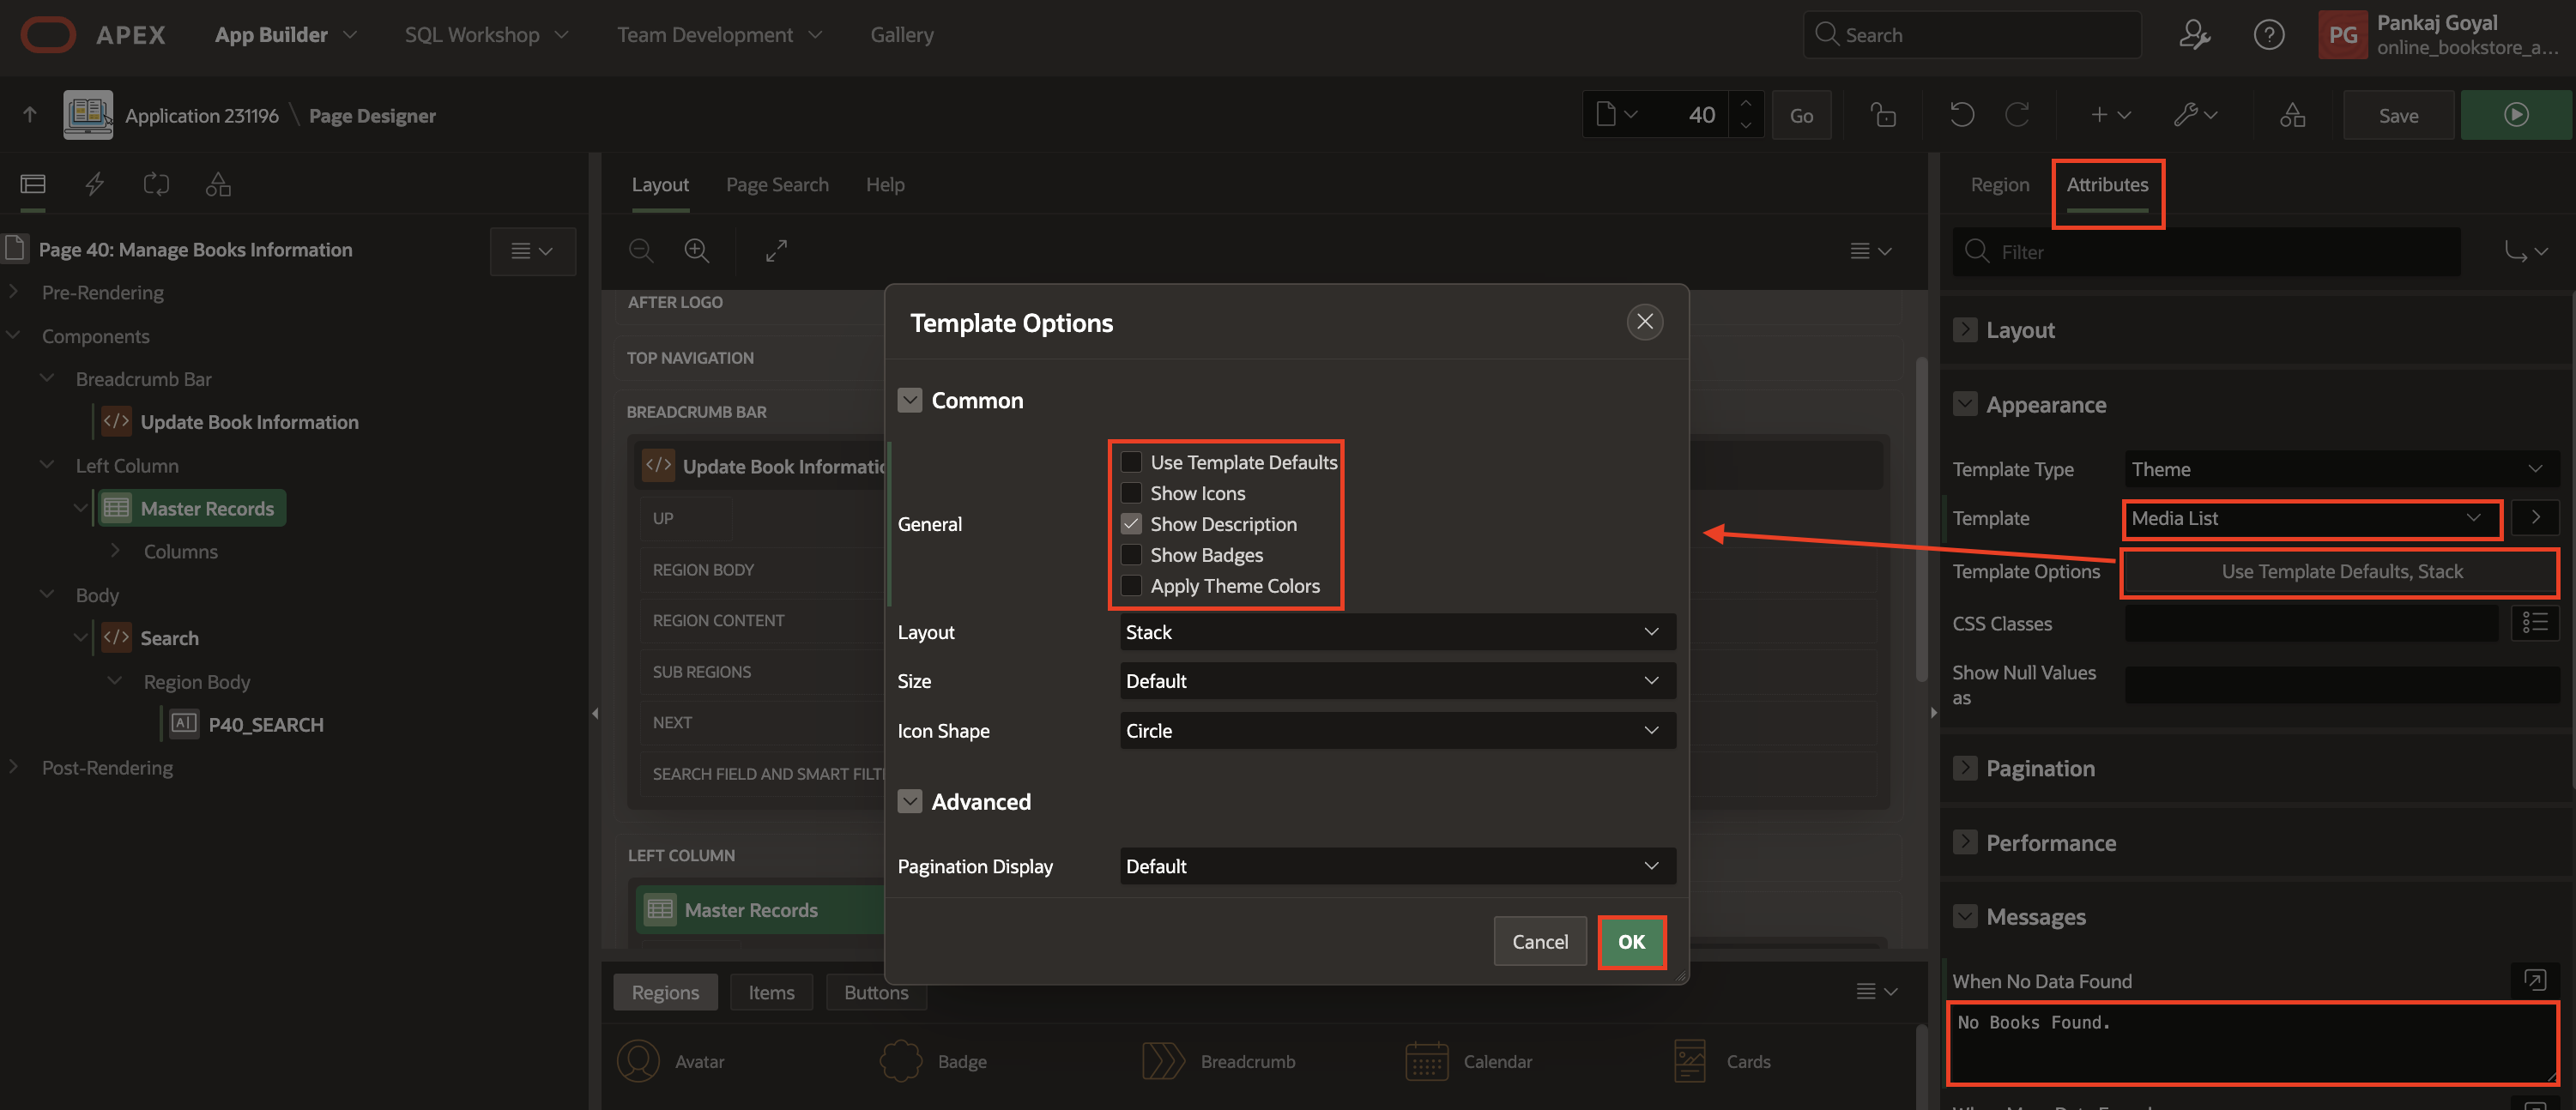 APEX App Builder SQL Workshop Team Development Gallery Search PG Pankaj Goyal
online_bookstore_a...
Application 231196 \ Page Designer 40 Go Save
Layout Page Search Help
Region Attributes
Page 40: Manage Books Information
Pre-Rendering
Components
Breadcrumb Bar
</> Update Book Information
Left Column
Master Records
Columns
Body
</> Search
Region Body
P40_SEARCH
Post-Rendering
AFTER LOGO
TOP NAVIGATION
BREADCRUMB BAR
</> Update Book Informatio
UP
REGION BODY
REGION CONTENT
SUB REGIONS
NEXT
SEARCH FIELD AND SMART FILTE
LEFT COLUMN
Master Records
Regions Items Buttons
Avatar Badge Breadcrumb Calendar Cards
Template Options
Common
General
Use Template Defaults
Show Icons
Show Description
Show Badges
Apply Theme Colors
Layout Stack
Size Default
Icon Shape Circle
Advanced
Pagination Display Default
Cancel OK
Filter
Layout
Appearance
Template Type Theme
Template Media List
Template Options Use Template Defaults, Stack
CSS Classes
Show Null Values
as
Pagination
Performance
Messages
When No Data Found
No Books Found.